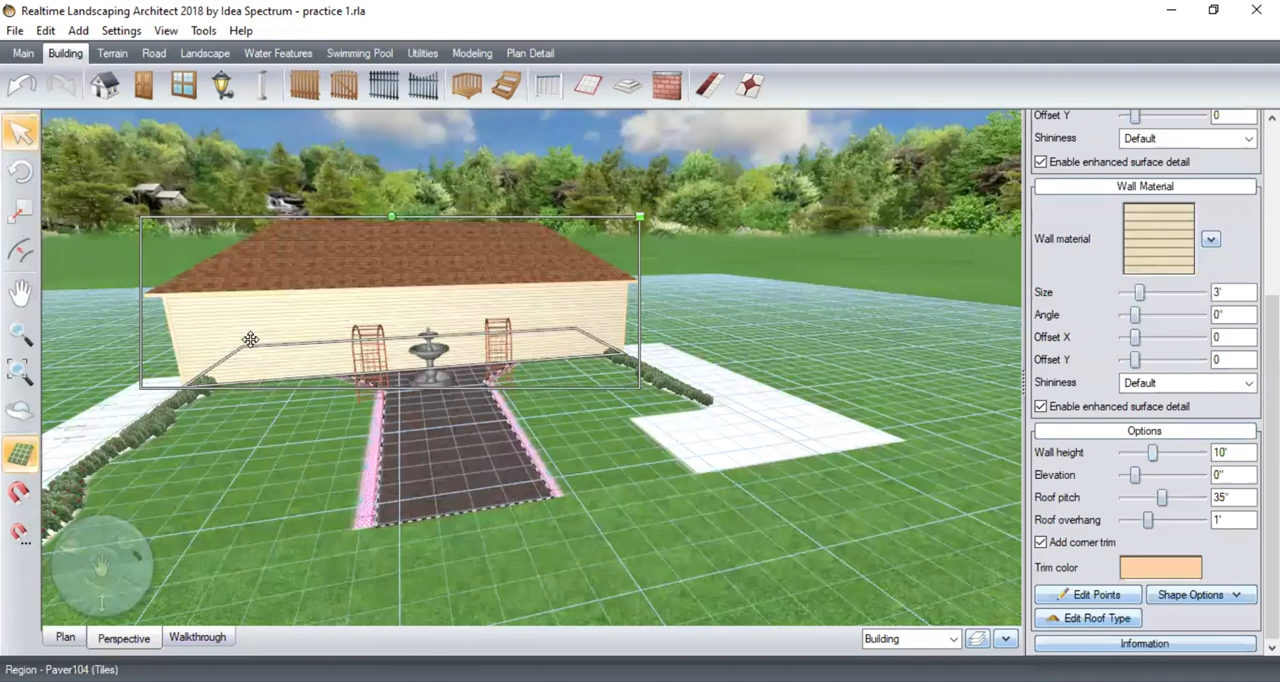 Realtime Landscaping Architect 2018 by Idea Spectrum - practice 1.rla
File Edit Add Settings View Tools Help
Main Building Terrain Road Landscape Water Features Swimming Pool Utilities Modeling Plan Detail
Offset Y 0
Shininess Default
Enable enhanced surface detail
Wall Material
Wall material
Size 3'
Angle 0°
Offset X 0
Offset Y 0
Shininess Default
Enable enhanced surface detail
Options
Wall height 10'
Elevation 0"
Roof pitch 35°
Roof overhang 1'
Add corner trim
Trim color
Edit Points Shape Options
Edit Roof Type
Information
Plan Perspective Walkthrough Building
Region - Paver104 (Tiles)